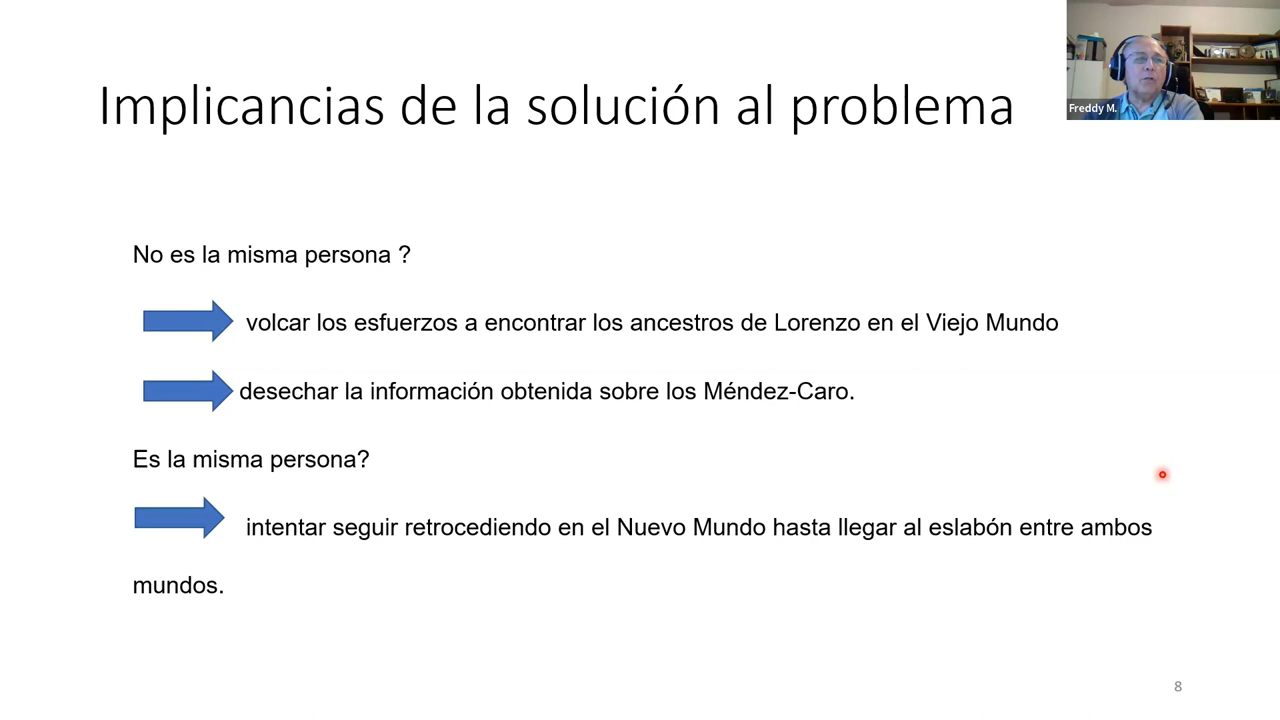 Implicancias de la solución al problema
Freddy M.
No es la misma persona ?
volcar los esfuerzos a encontrar los ancestros de Lorenzo en el Viejo Mundo
desechar la información obtenida sobre los Méndez-Caro.
Es la misma persona?
intentar seguir retrocediendo en el Nuevo Mundo hasta llegar al eslabón entre ambos
mundos.
8